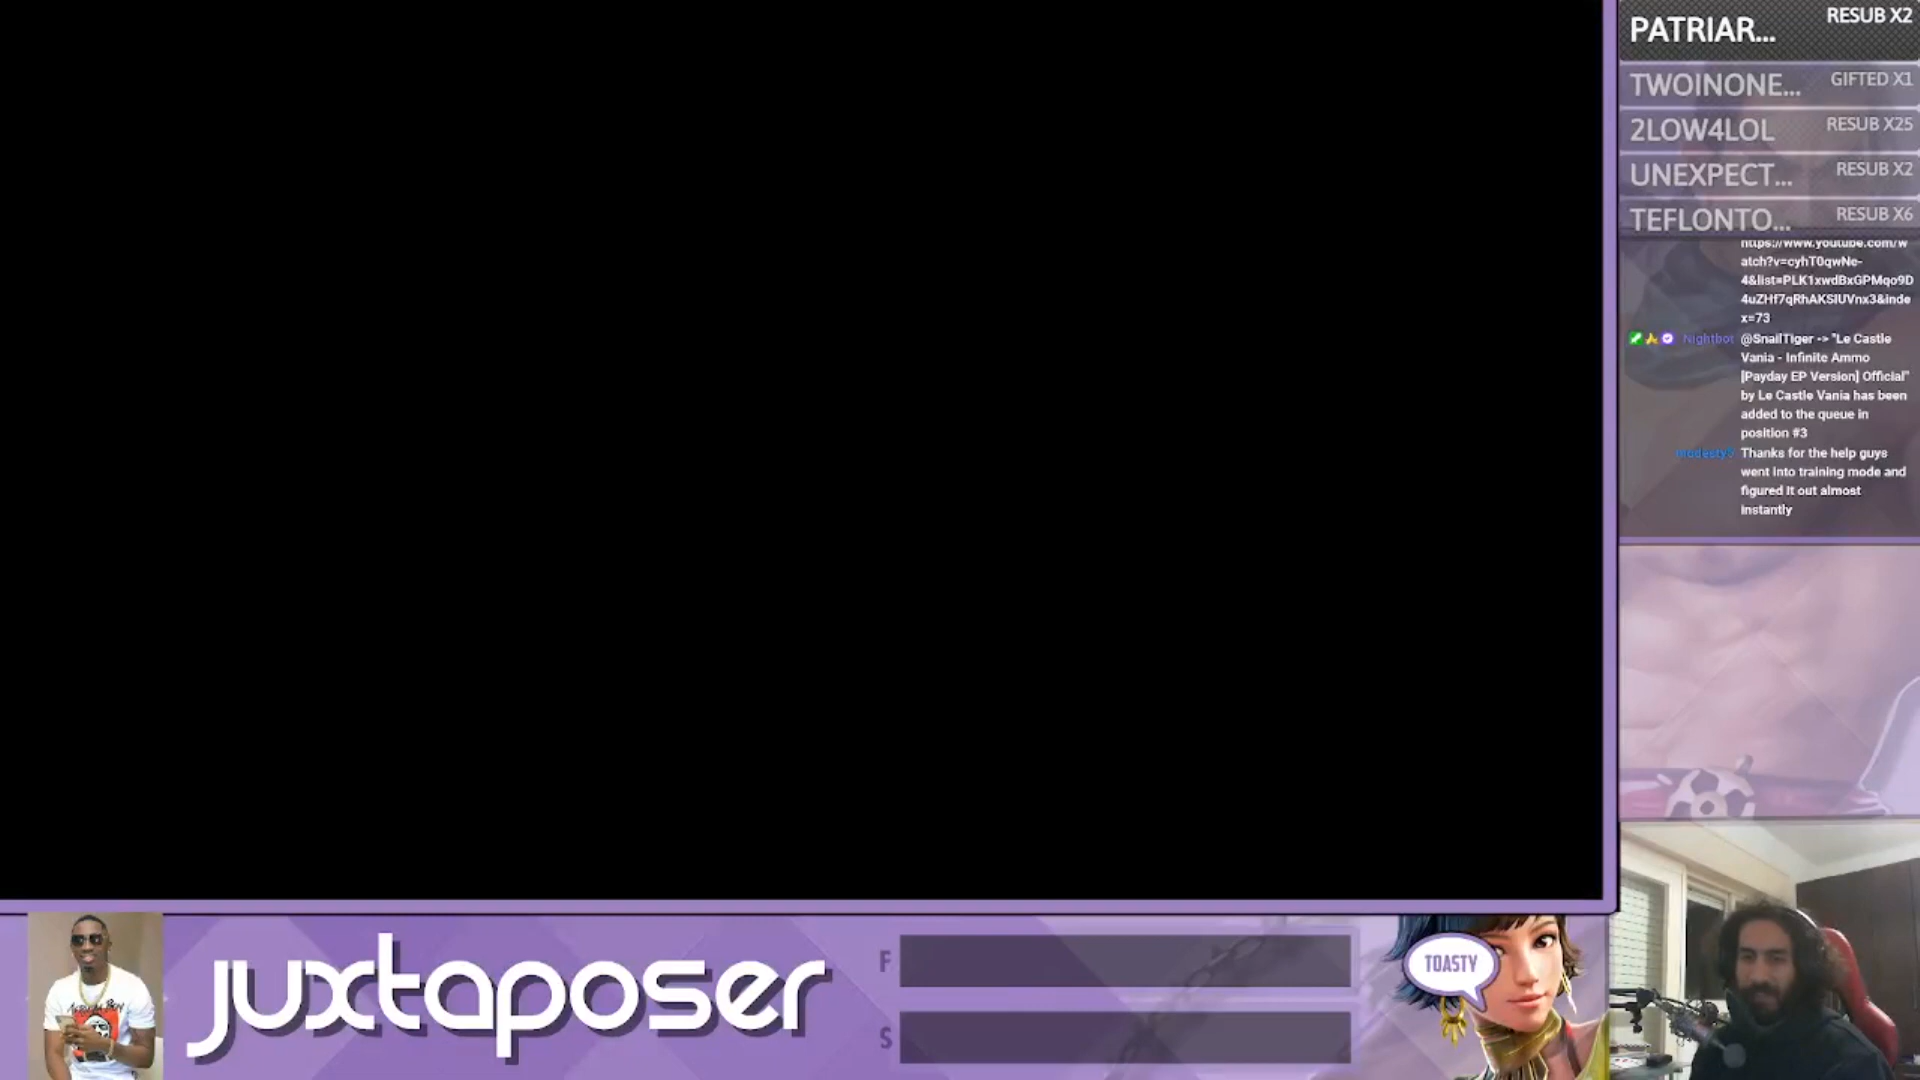 PATRIAR... RESUB X2
TWOINONE... GIFTED X1
2LOW4LOL RESUB X25
UNEXPECT... RESUB X2
TEFLONTO... RESUB X6
https://www.youtube.com/w
atch?v=cyhT0qwNe-
4&list=PLK1xwdBxGPMqo9D
4uZHf7qRhAKSIUVnx3&inde
x=73
Nightbot @SnailTiger -> "Le Castle
Vania - Infinite Ammo
[Payday EP Version] Official"
by Le Castle Vania has been
added to the queue in
position #3
Thanks for the help guys
went into training mode and
figured it out almost
instantly
juxtaposer
F
S
TOASTY